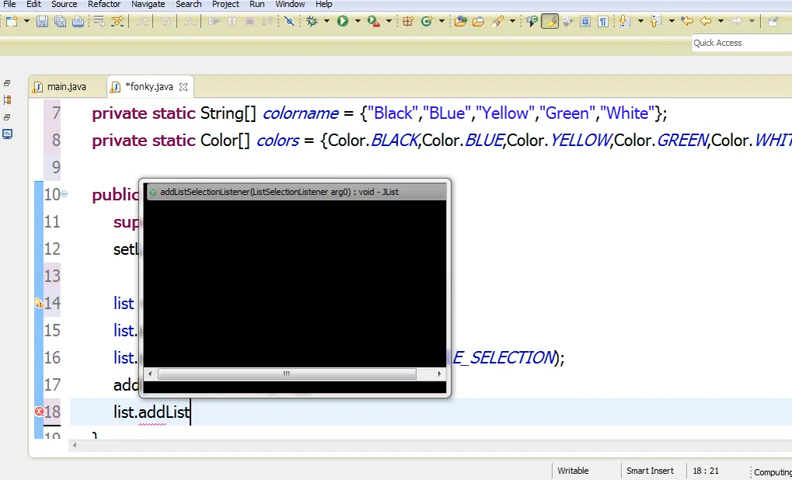 File Edit Source Refactor Navigate Search Project Run Window Help
Quick Access
main.java *fonky.java
7 private static String[] colorname = {"Black","BLue","Yellow","Green","White"};
8 private static Color[] colors = {Color.BLACK,Color.BLUE,Color.YELLOW,Color.GREEN,Color.WHIT
9
10 public
addListSelectionListener(ListSelectionListener arg0) : void - JList
11 sup
12 setL
13
14 list
15 list.
16 list. E_SELECTION);
17 add
18 list.addList
19 }
Writable Smart Insert 18 : 21 Computing